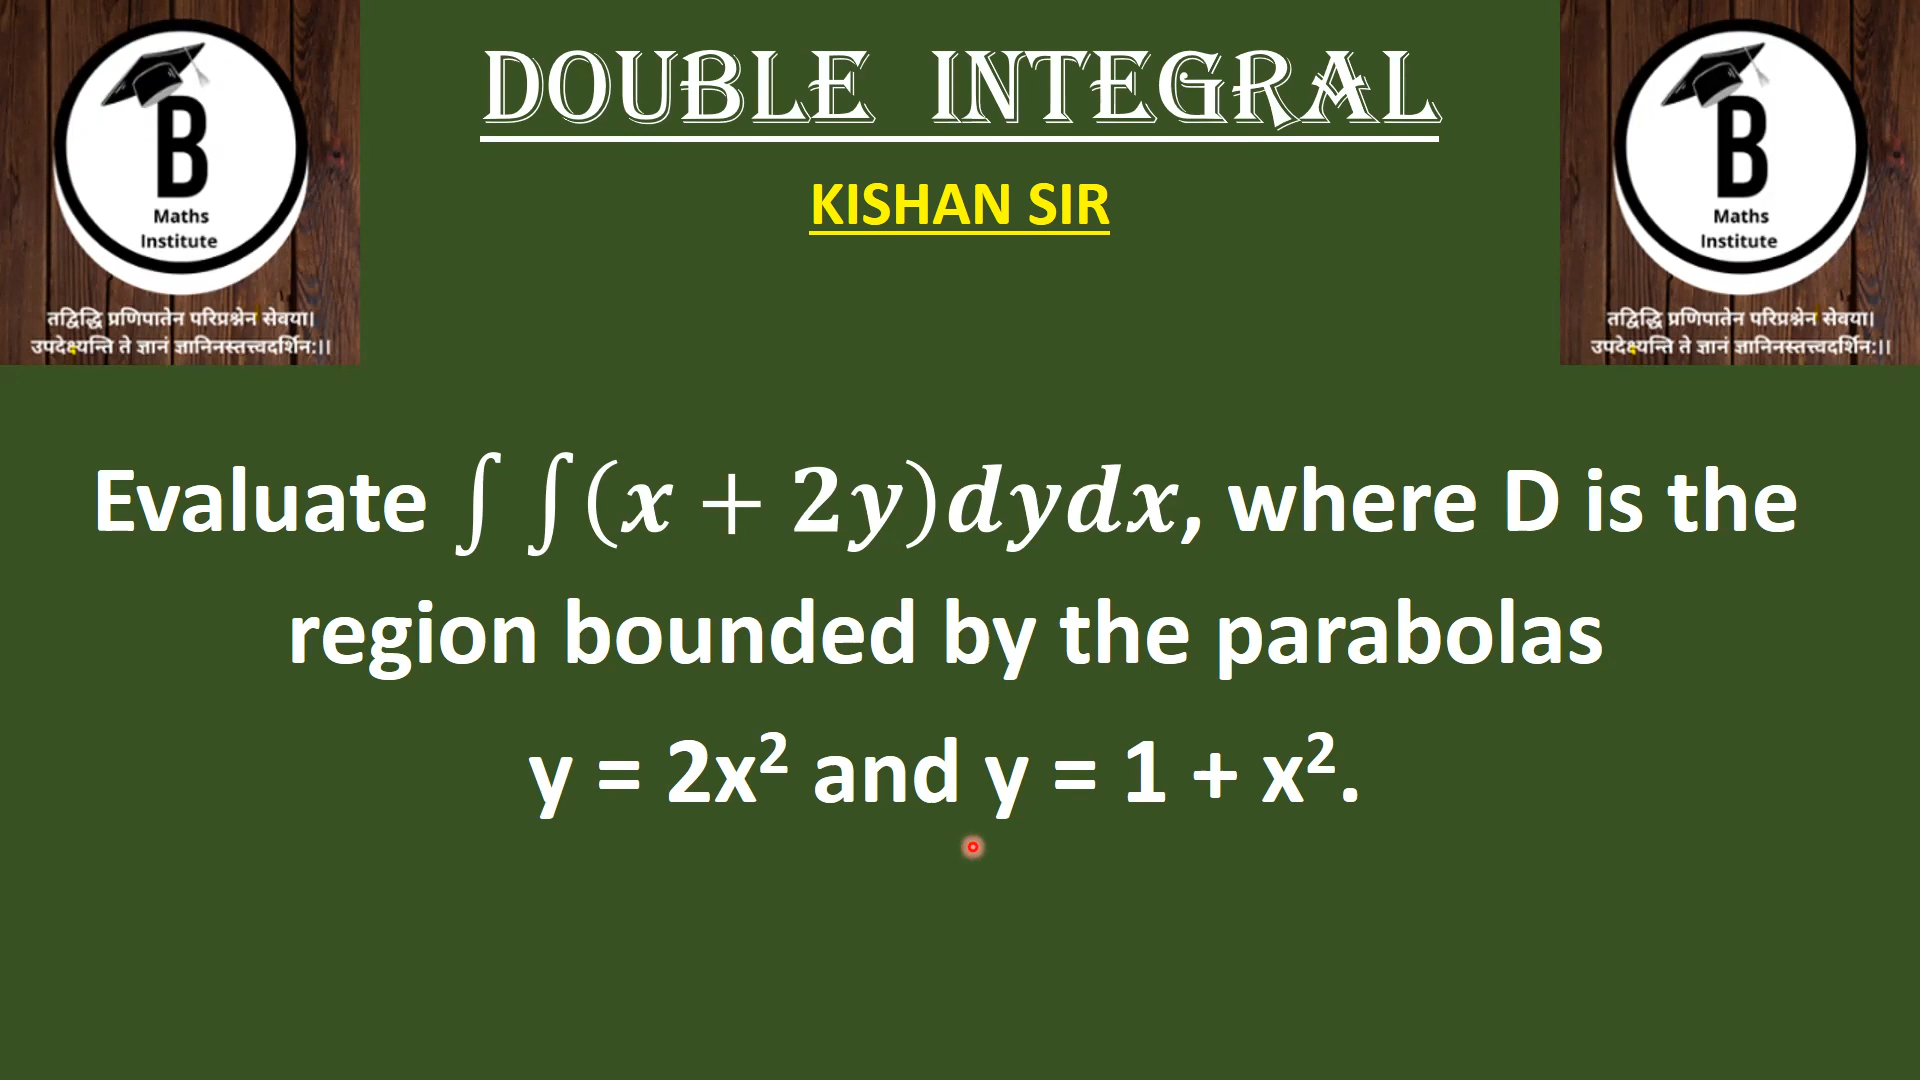 DOUBLE INTEGRAL
KISHAN SIR
B
Maths
Institute
तद्विद्धि प्रणिपातेन परिप्रश्नेन सेवया।
उपदेक्ष्यन्ति ते ज्ञानं ज्ञानिनस्तत्त्वदर्शिन:।।
B
Maths
Institute
तद्विद्धि प्रणिपातेन परिप्रश्नेन सेवया।
उपदेक्ष्यन्ति ते ज्ञानं ज्ञानिनस्तत्त्वदर्शिन:।।
Evaluate ∫ ∫(x + 2y)dydx, where D is the
region bounded by the parabolas
y = 2x² and y = 1 + x².